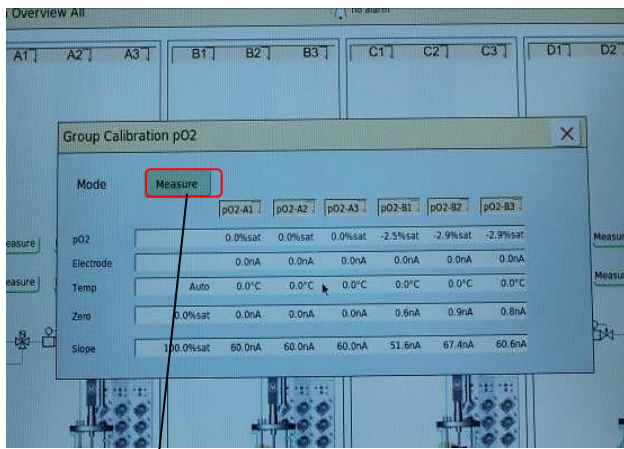 Overview All
no alarm
A1 A2 A3 B1 B2 B3 C1 C2 C3 D1 D2
Group Calibration pO2
Mode Measure
pO2-A1 pO2-A2 pO2-A3 pO2-B1 pO2-B2 pO2-B3
pO2 0.0%sat 0.0%sat 0.0%sat -2.5%sat -2.9%sat -2.9%sat
Electrode 0.0nA 0.0nA 0.0nA 0.0nA 0.0nA 0.0nA
Temp Auto 0.0°C 0.0°C 0.0°C 0.0°C 0.0°C 0.0°C
Zero 0.0%sat 0.0nA 0.0nA 0.0nA 0.6nA 0.9nA 0.8nA
Slope 100.0%sat 60.0nA 60.0nA 60.0nA 51.6nA 67.4nA 60.6nA
easure Measu
easure Measu